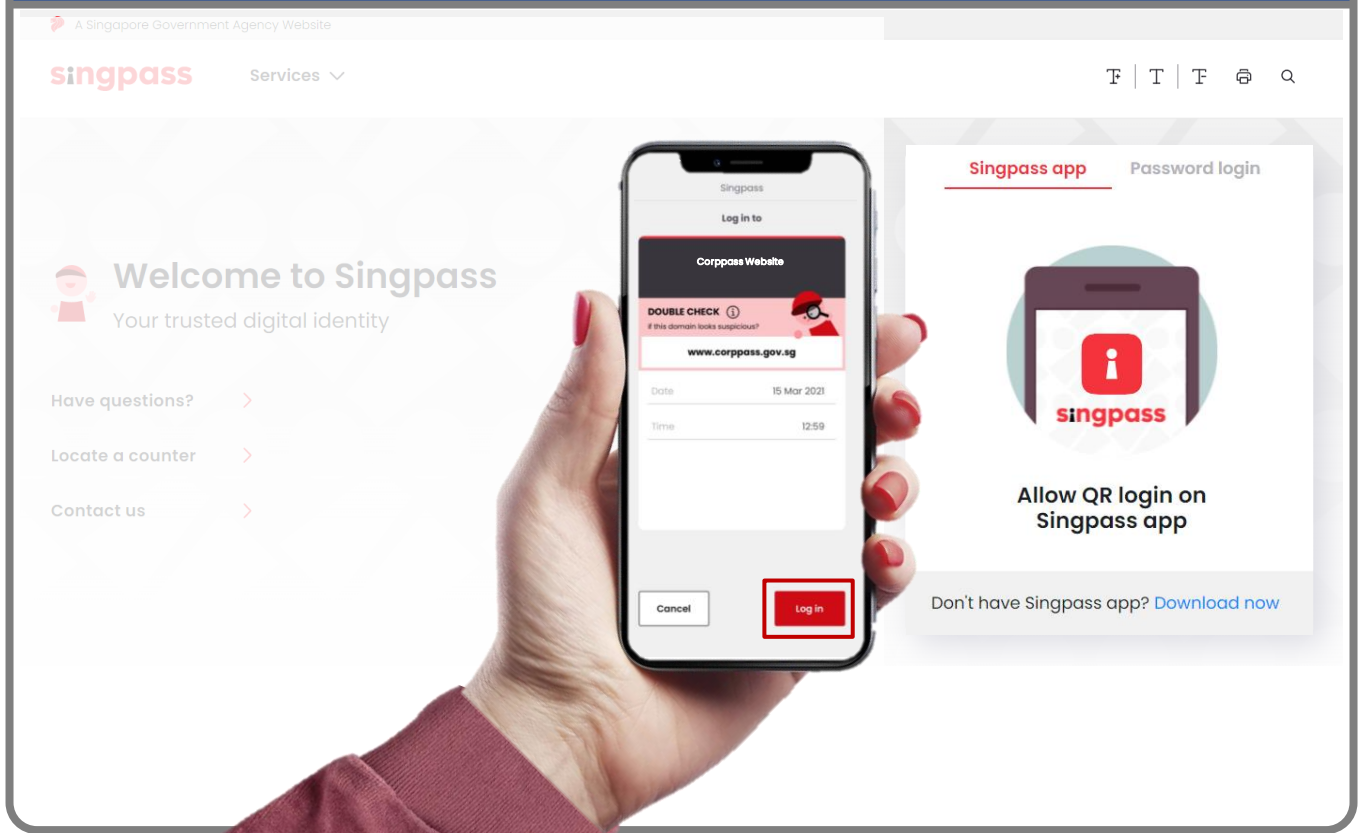 A Singapore Government Agency Website
singpass
Services
Welcome to Singpass
Your trusted digital identity
Have questions?
Locate a counter
Contact us
Singpass
Log in to
Corppass Website
DOUBLE CHECK
if this domain looks suspicious?
www.corppass.gov.sg
Date 15 Mar 2021
Time 12:59
Cancel Log in
Singpass app Password login
singpass
Allow QR login on
Singpass app
Don't have Singpass app? Download now